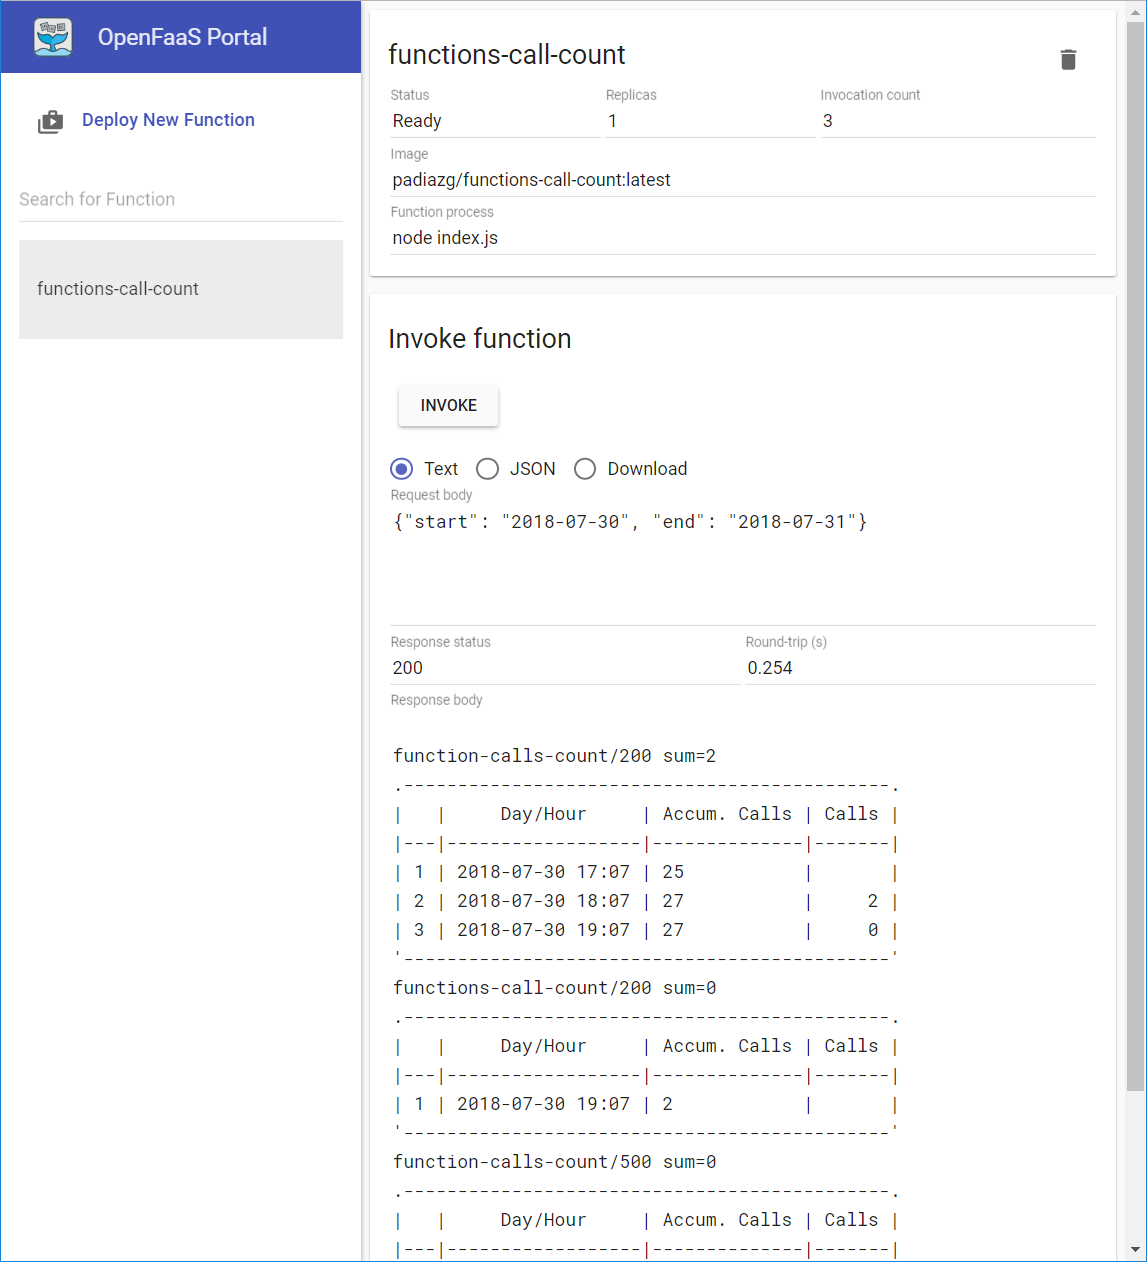 OpenFaaS Portal
Deploy New Function
Search for Function
functions-call-count
functions-call-count
Status Replicas Invocation count
Ready 1 3
Image
padiazg/functions-call-count:latest
Function process
node index.js
Invoke function
INVOKE
Text JSON Download
Request body
{"start": "2018-07-30", "end": "2018-07-31"}
Response status Round-trip (s)
200 0.254
Response body
function-calls-count/200 sum=2
.---------------------------------------------.
|   |     Day/Hour     | Accum. Calls | Calls |
|---|------------------|--------------|-------|
| 1 | 2018-07-30 17:07 | 25           |       |
| 2 | 2018-07-30 18:07 | 27           |     2 |
| 3 | 2018-07-30 19:07 | 27           |     0 |
'---------------------------------------------'
functions-call-count/200 sum=0
.---------------------------------------------.
|   |     Day/Hour     | Accum. Calls | Calls |
|---|------------------|--------------|-------|
| 1 | 2018-07-30 19:07 | 2            |       |
'---------------------------------------------'
function-calls-count/500 sum=0
.---------------------------------------------.
|   |     Day/Hour     | Accum. Calls | Calls |
|---|------------------|--------------|-------|